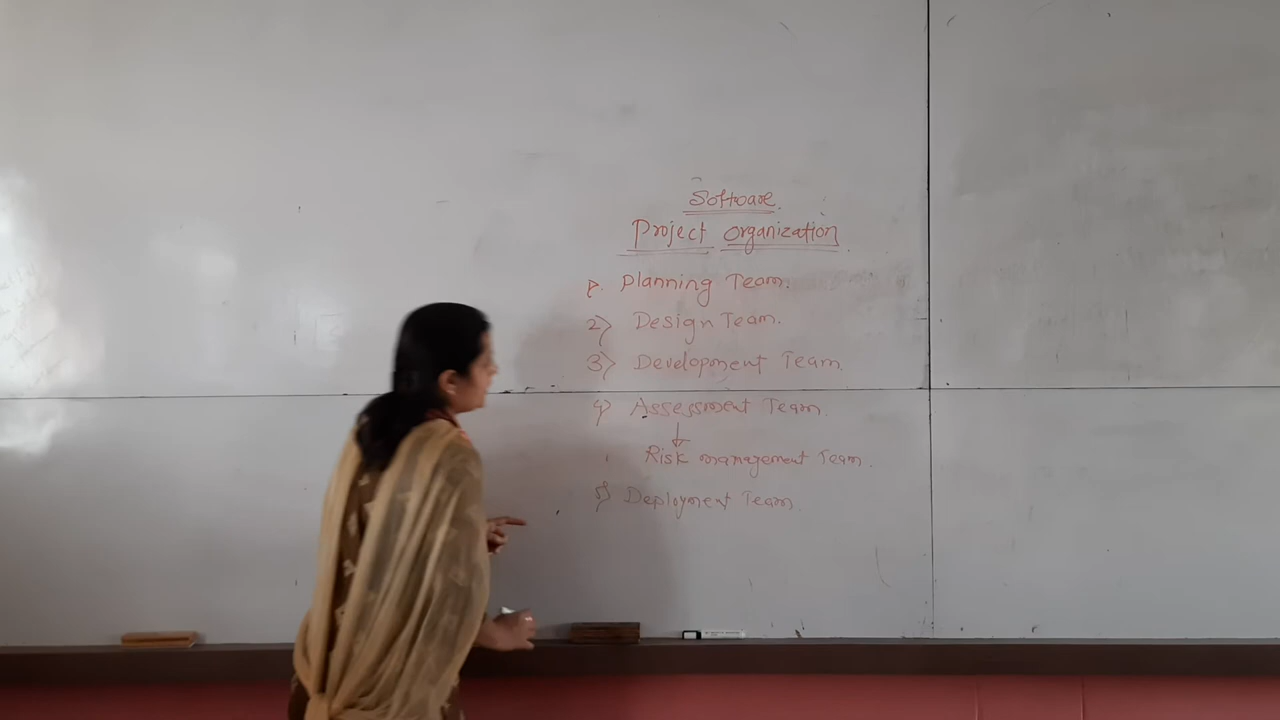 Software
Project Organization
1) Planning Team.
2) Design Team.
3) Development Team.
4) Assessment Team.
↓
Risk management Team.
5) Deployment Team.